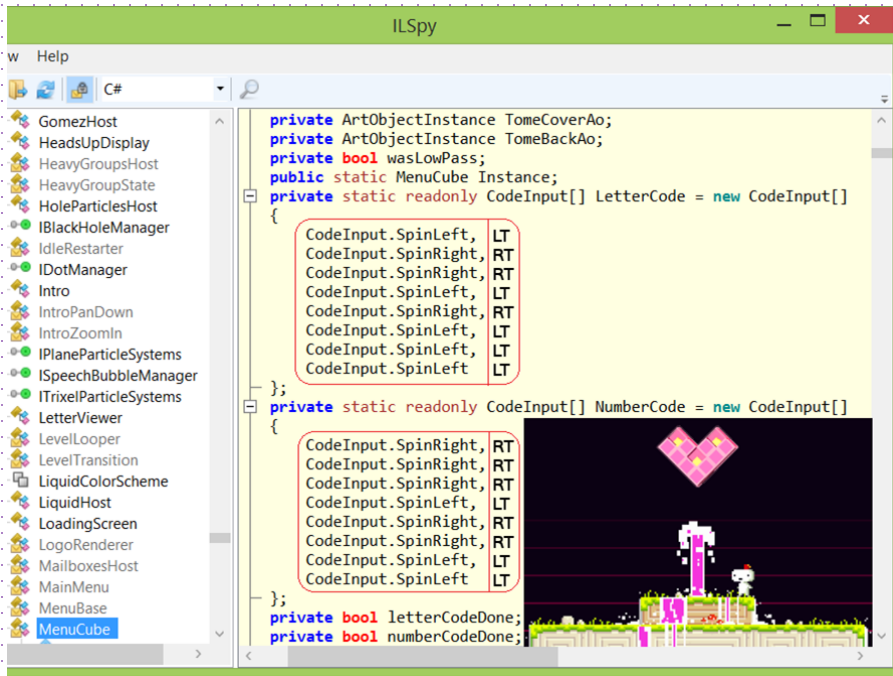 ILSpy
w Help
C#
GomezHost
HeadsUpDisplay
HeavyGroupsHost
HeavyGroupState
HoleParticlesHost
IBlackHoleManager
IdleRestarter
IDotManager
Intro
IntroPanDown
IntroZoomIn
IPlaneParticleSystems
ISpeechBubbleManager
ITrixelParticleSystems
LetterViewer
LevelLooper
LevelTransition
LiquidColorScheme
LiquidHost
LoadingScreen
LogoRenderer
MailboxesHost
MainMenu
MenuBase
MenuCube
private ArtObjectInstance TomeCoverAo;
private ArtObjectInstance TomeBackAo;
private bool wasLowPass;
public static MenuCube Instance;
private static readonly CodeInput[] LetterCode = new CodeInput[]
{
CodeInput.SpinLeft, LT
CodeInput.SpinRight, RT
CodeInput.SpinRight, RT
CodeInput.SpinLeft, LT
CodeInput.SpinRight, RT
CodeInput.SpinLeft, LT
CodeInput.SpinLeft, LT
CodeInput.SpinLeft LT
};
private static readonly CodeInput[] NumberCode = new CodeInput[]
{
CodeInput.SpinRight, RT
CodeInput.SpinRight, RT
CodeInput.SpinRight, RT
CodeInput.SpinLeft, LT
CodeInput.SpinRight, RT
CodeInput.SpinRight, RT
CodeInput.SpinLeft, LT
CodeInput.SpinLeft LT
};
private bool letterCodeDone;
private bool numberCodeDone;